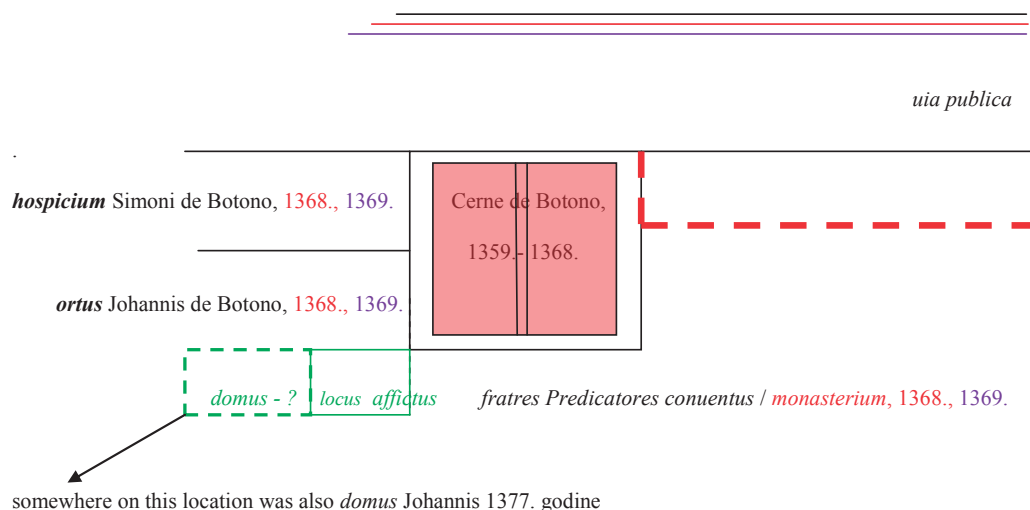 uia publica
.
hospicium Simoni de Botono, 1368., 1369.
Cerne de Botono,
1359.- 1368.
ortus Johannis de Botono, 1368., 1369.
domus - ? locus affictus
fratres Predicatores conuentus / monasterium, 1368., 1369.
somewhere on this location was also domus Johannis 1377. godine